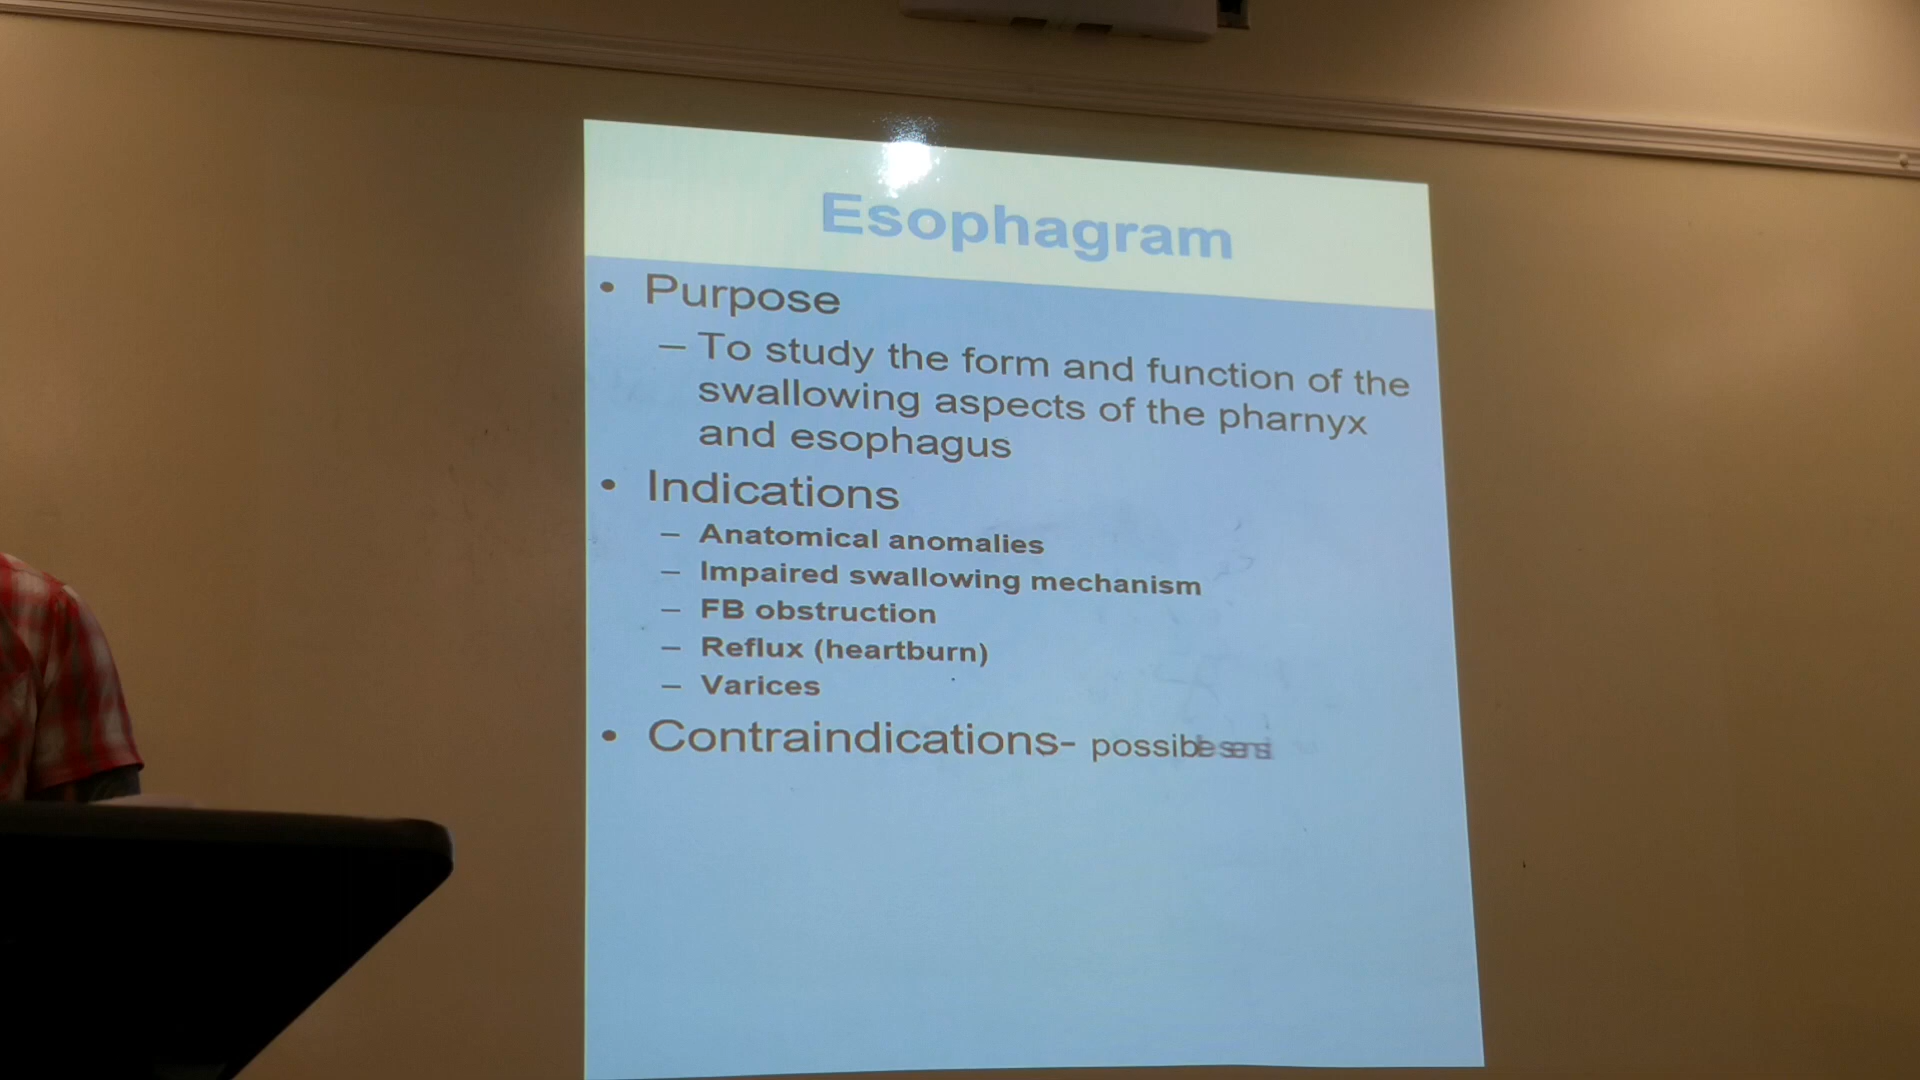 Esophagram
• Purpose
– To study the form and function of the
swallowing aspects of the pharnyx
and esophagus
• Indications
– Anatomical anomalies
– Impaired swallowing mechanism
– FB obstruction
– Reflux (heartburn)
– Varices
• Contraindications-